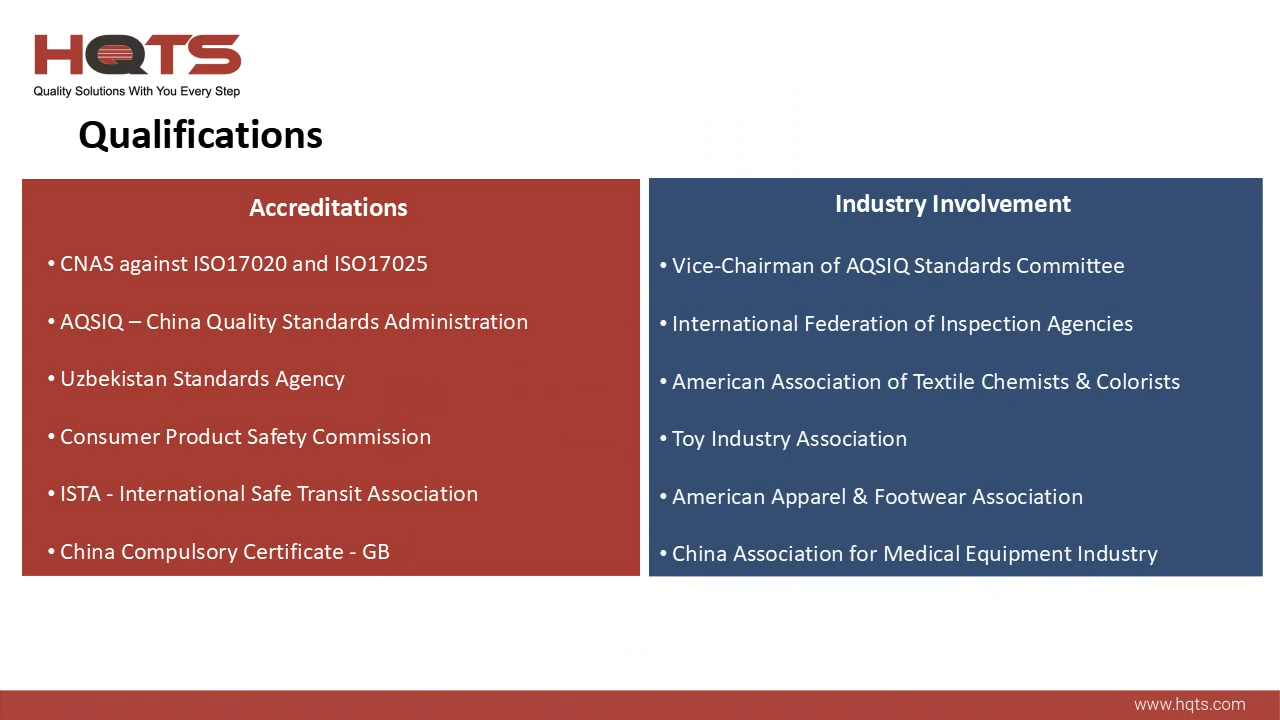 HQTS
Quality Solutions With You Every Step
Qualifications
Accreditations
• CNAS against ISO17020 and ISO17025
• AQSIQ – China Quality Standards Administration
• Uzbekistan Standards Agency
• Consumer Product Safety Commission
• ISTA - International Safe Transit Association
• China Compulsory Certificate - GB
Industry Involvement
• Vice-Chairman of AQSIQ Standards Committee
• International Federation of Inspection Agencies
• American Association of Textile Chemists & Colorists
• Toy Industry Association
• American Apparel & Footwear Association
• China Association for Medical Equipment Industry
www.hqts.com